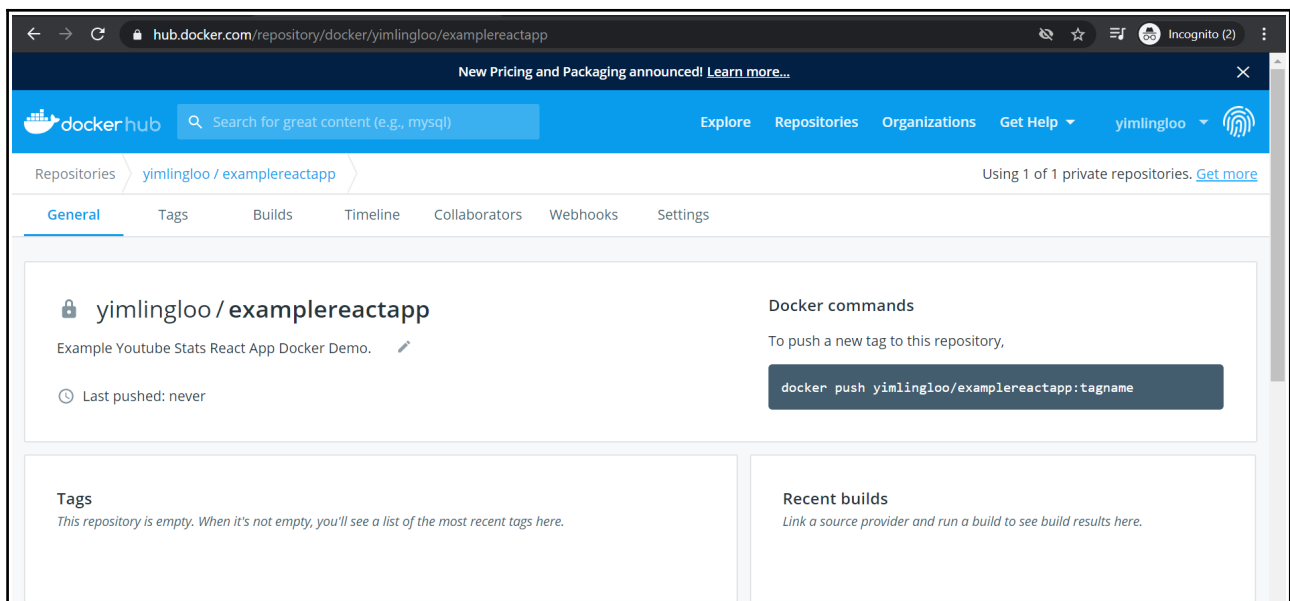 hub.docker.com/repository/docker/yimlingloo/examplereactapp
Incognito (2)
New Pricing and Packaging announced! Learn more...
dockerhub
Search for great content (e.g., mysql)
Explore
Repositories
Organizations
Get Help
yimlingloo
Repositories
yimlingloo / examplereactapp
Using 1 of 1 private repositories. Get more
General
Tags
Builds
Timeline
Collaborators
Webhooks
Settings
yimlingloo / examplereactapp
Example Youtube Stats React App Docker Demo.
Last pushed: never
Docker commands
To push a new tag to this repository,
docker push yimlingloo/examplereactapp:tagname
Tags
This repository is empty. When it's not empty, you'll see a list of the most recent tags here.
Recent builds
Link a source provider and run a build to see build results here.